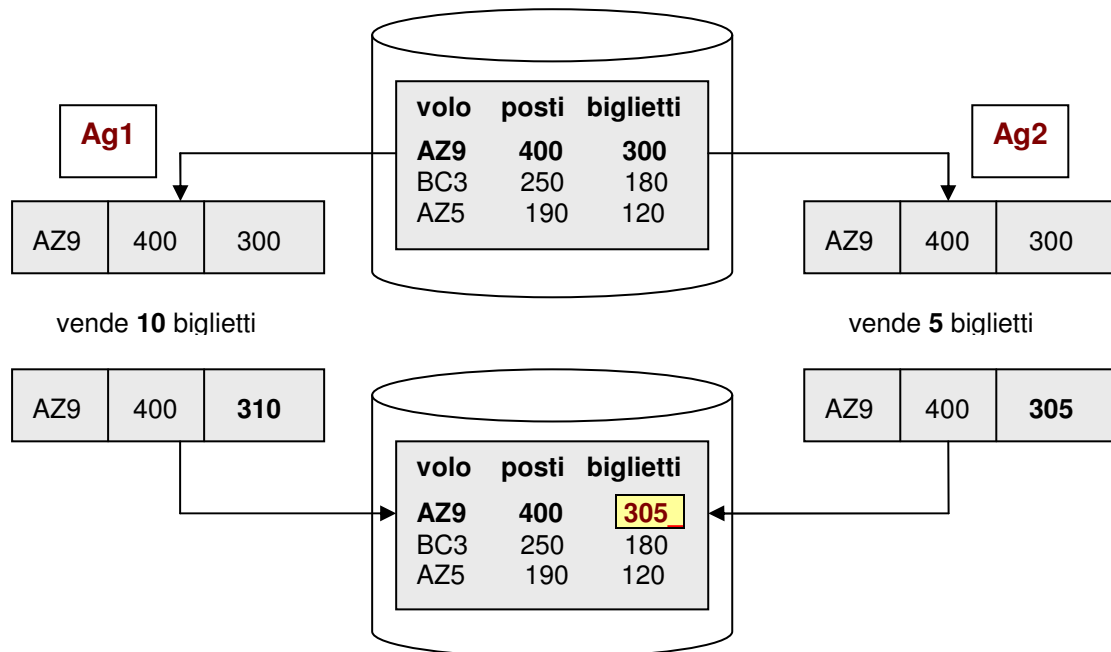 volo posti biglietti
Ag1
Ag2
AZ9 400 300
BC3 250 180
AZ5 190 120
AZ9 400 300
AZ9 400 300
vende 10 biglietti
vende 5 biglietti
AZ9 400 310
AZ9 400 305
volo posti biglietti
AZ9 400 305_
BC3 250 180
AZ5 190 120